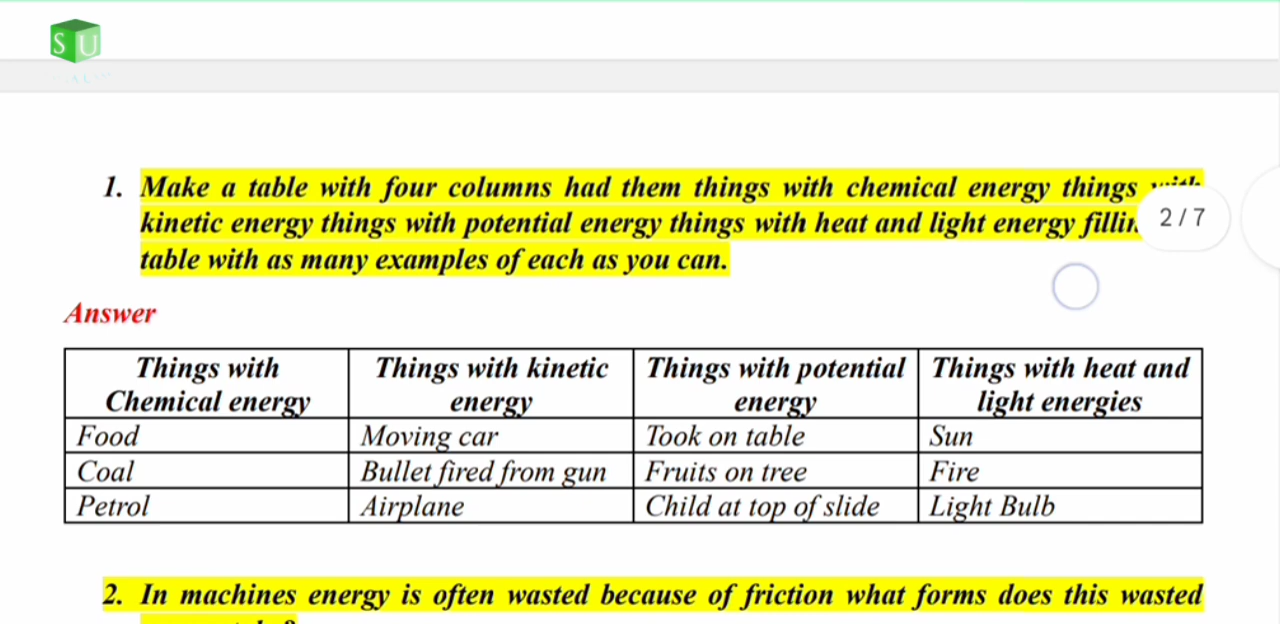 SU
1. Make a table with four columns had them things with chemical energy things with
kinetic energy things with potential energy things with heat and light energy
2 / 7
table with as many examples of each as you can.
Answer
Things with Chemical energy | Things with kinetic energy | Things with potential energy | Things with heat and light energies
Food | Moving car | Took on table | Sun
Coal | Bullet fired from gun | Fruits on tree | Fire
Petrol | Airplane | Child at top of slide | Light Bulb
2. In machines energy is often wasted because of friction what forms does this wasted